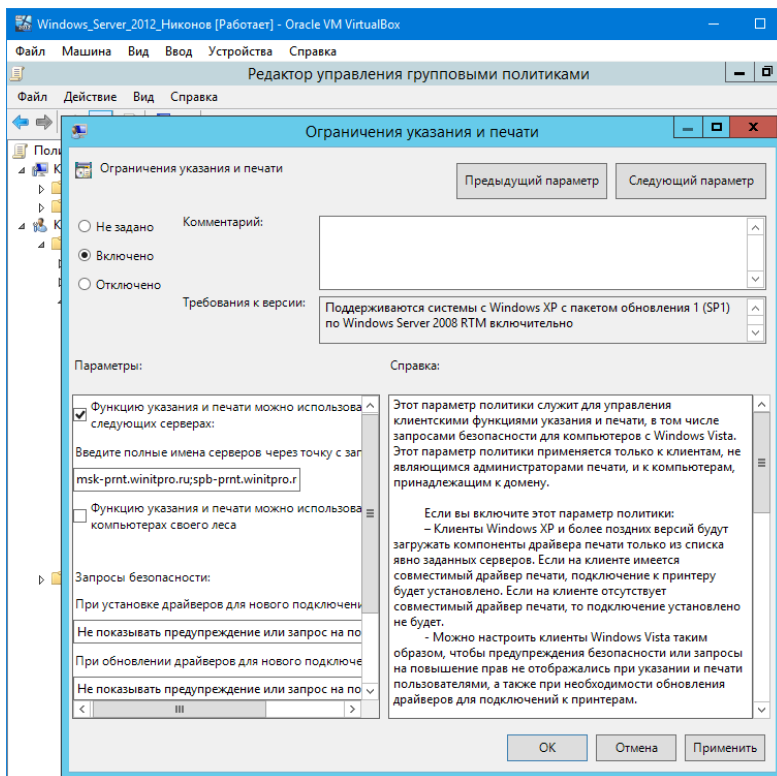 Windows_Server_2012_Никонов [Работает] - Oracle VM VirtualBox
Файл Машина Вид Ввод Устройства Справка
Редактор управления групповыми политиками
Файл Действие Вид Справка
Ограничения указания и печати
Поли
Ограничения указания и печати
Предыдущий параметр
Следующий параметр
К
К
Не задано
Включено
Отключено
Комментарий:
Требования к версии:
Поддерживаются системы с Windows XP с пакетом обновления 1 (SP1)
по Windows Server 2008 RTM включительно
Параметры:
Функцию указания и печати можно использова
следующих серверах:
Введите полные имена серверов через точку с зап
msk-prnt.winitpro.ru;spb-prnt.winitpro.r
Функцию указания и печати можно использова
компьютерах своего леса
Запросы безопасности:
При установке драйверов для нового подключени
Не показывать предупреждение или запрос на по
При обновлении драйверов для нового подключе
Не показывать предупреждение или запрос на по
Справка:
Этот параметр политики служит для управления
клиентскими функциями указания и печати, в том числе
запросами безопасности для компьютеров с Windows Vista.
Этот параметр политики применяется только к клиентам, не
являющимся администраторами печати, и к компьютерам,
принадлежащим к домену.
Если вы включите этот параметр политики:
– Клиенты Windows XP и более поздних версий будут
загружать компоненты драйвера печати только из списка
явно заданных серверов. Если на клиенте имеется
совместимый драйвер печати, подключение к принтеру
будет установлено. Если на клиенте отсутствует
совместимый драйвер печати, то подключение установлено
не будет.
- Можно настроить клиенты Windows Vista таким
образом, чтобы предупреждения безопасности или запросы
на повышение прав не отображались при указании и печати
пользователями, а также при необходимости обновления
драйверов для подключений к принтерам.
ОК
Отмена
Применить